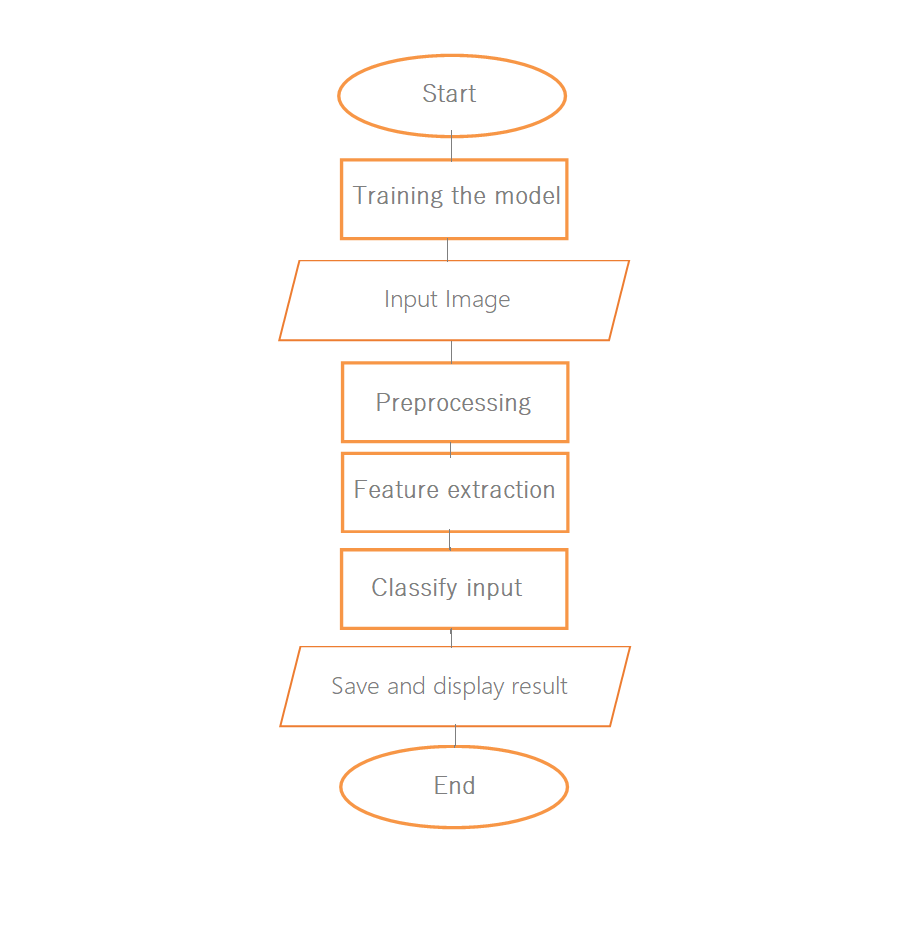 Start
Training the model
Input Image
Preprocessing
Feature extraction
Classify input
Save and display result
End